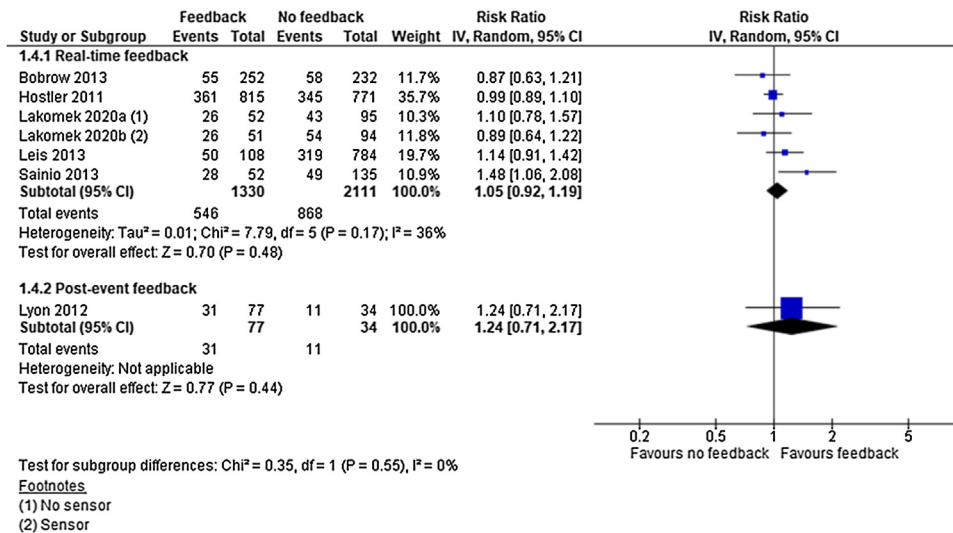 Feedback No feedback Risk Ratio Risk Ratio
Study or Subgroup Events Total Events Total Weight IV, Random, 95% CI IV, Random, 95% CI
1.4.1 Real-time feedback
Bobrow 2013 55 252 58 232 11.7% 0.87 [0.63, 1.21]
Hostler 2011 361 815 345 771 35.7% 0.99 [0.89, 1.10]
Lakomek 2020a (1) 26 52 43 95 10.3% 1.10 [0.78, 1.57]
Lakomek 2020b (2) 26 51 54 94 11.8% 0.89 [0.64, 1.22]
Leis 2013 50 108 319 784 19.7% 1.14 [0.91, 1.42]
Sainio 2013 28 52 49 135 10.9% 1.48 [1.06, 2.08]
Subtotal (95% CI) 1330 2111 100.0% 1.05 [0.92, 1.19]
Total events 546 868
Heterogeneity: Tau² = 0.01; Chi² = 7.79, df = 5 (P = 0.17); I² = 36%
Test for overall effect: Z = 0.70 (P = 0.48)
1.4.2 Post-event feedback
Lyon 2012 31 77 11 34 100.0% 1.24 [0.71, 2.17]
Subtotal (95% CI) 77 34 100.0% 1.24 [0.71, 2.17]
Total events 31 11
Heterogeneity: Not applicable
Test for overall effect: Z = 0.77 (P = 0.44)
0.2 0.5 1 2 5
Favours no feedback Favours feedback
Test for subgroup differences: Chi² = 0.35, df = 1 (P = 0.55), I² = 0%
Footnotes
(1) No sensor
(2) Sensor